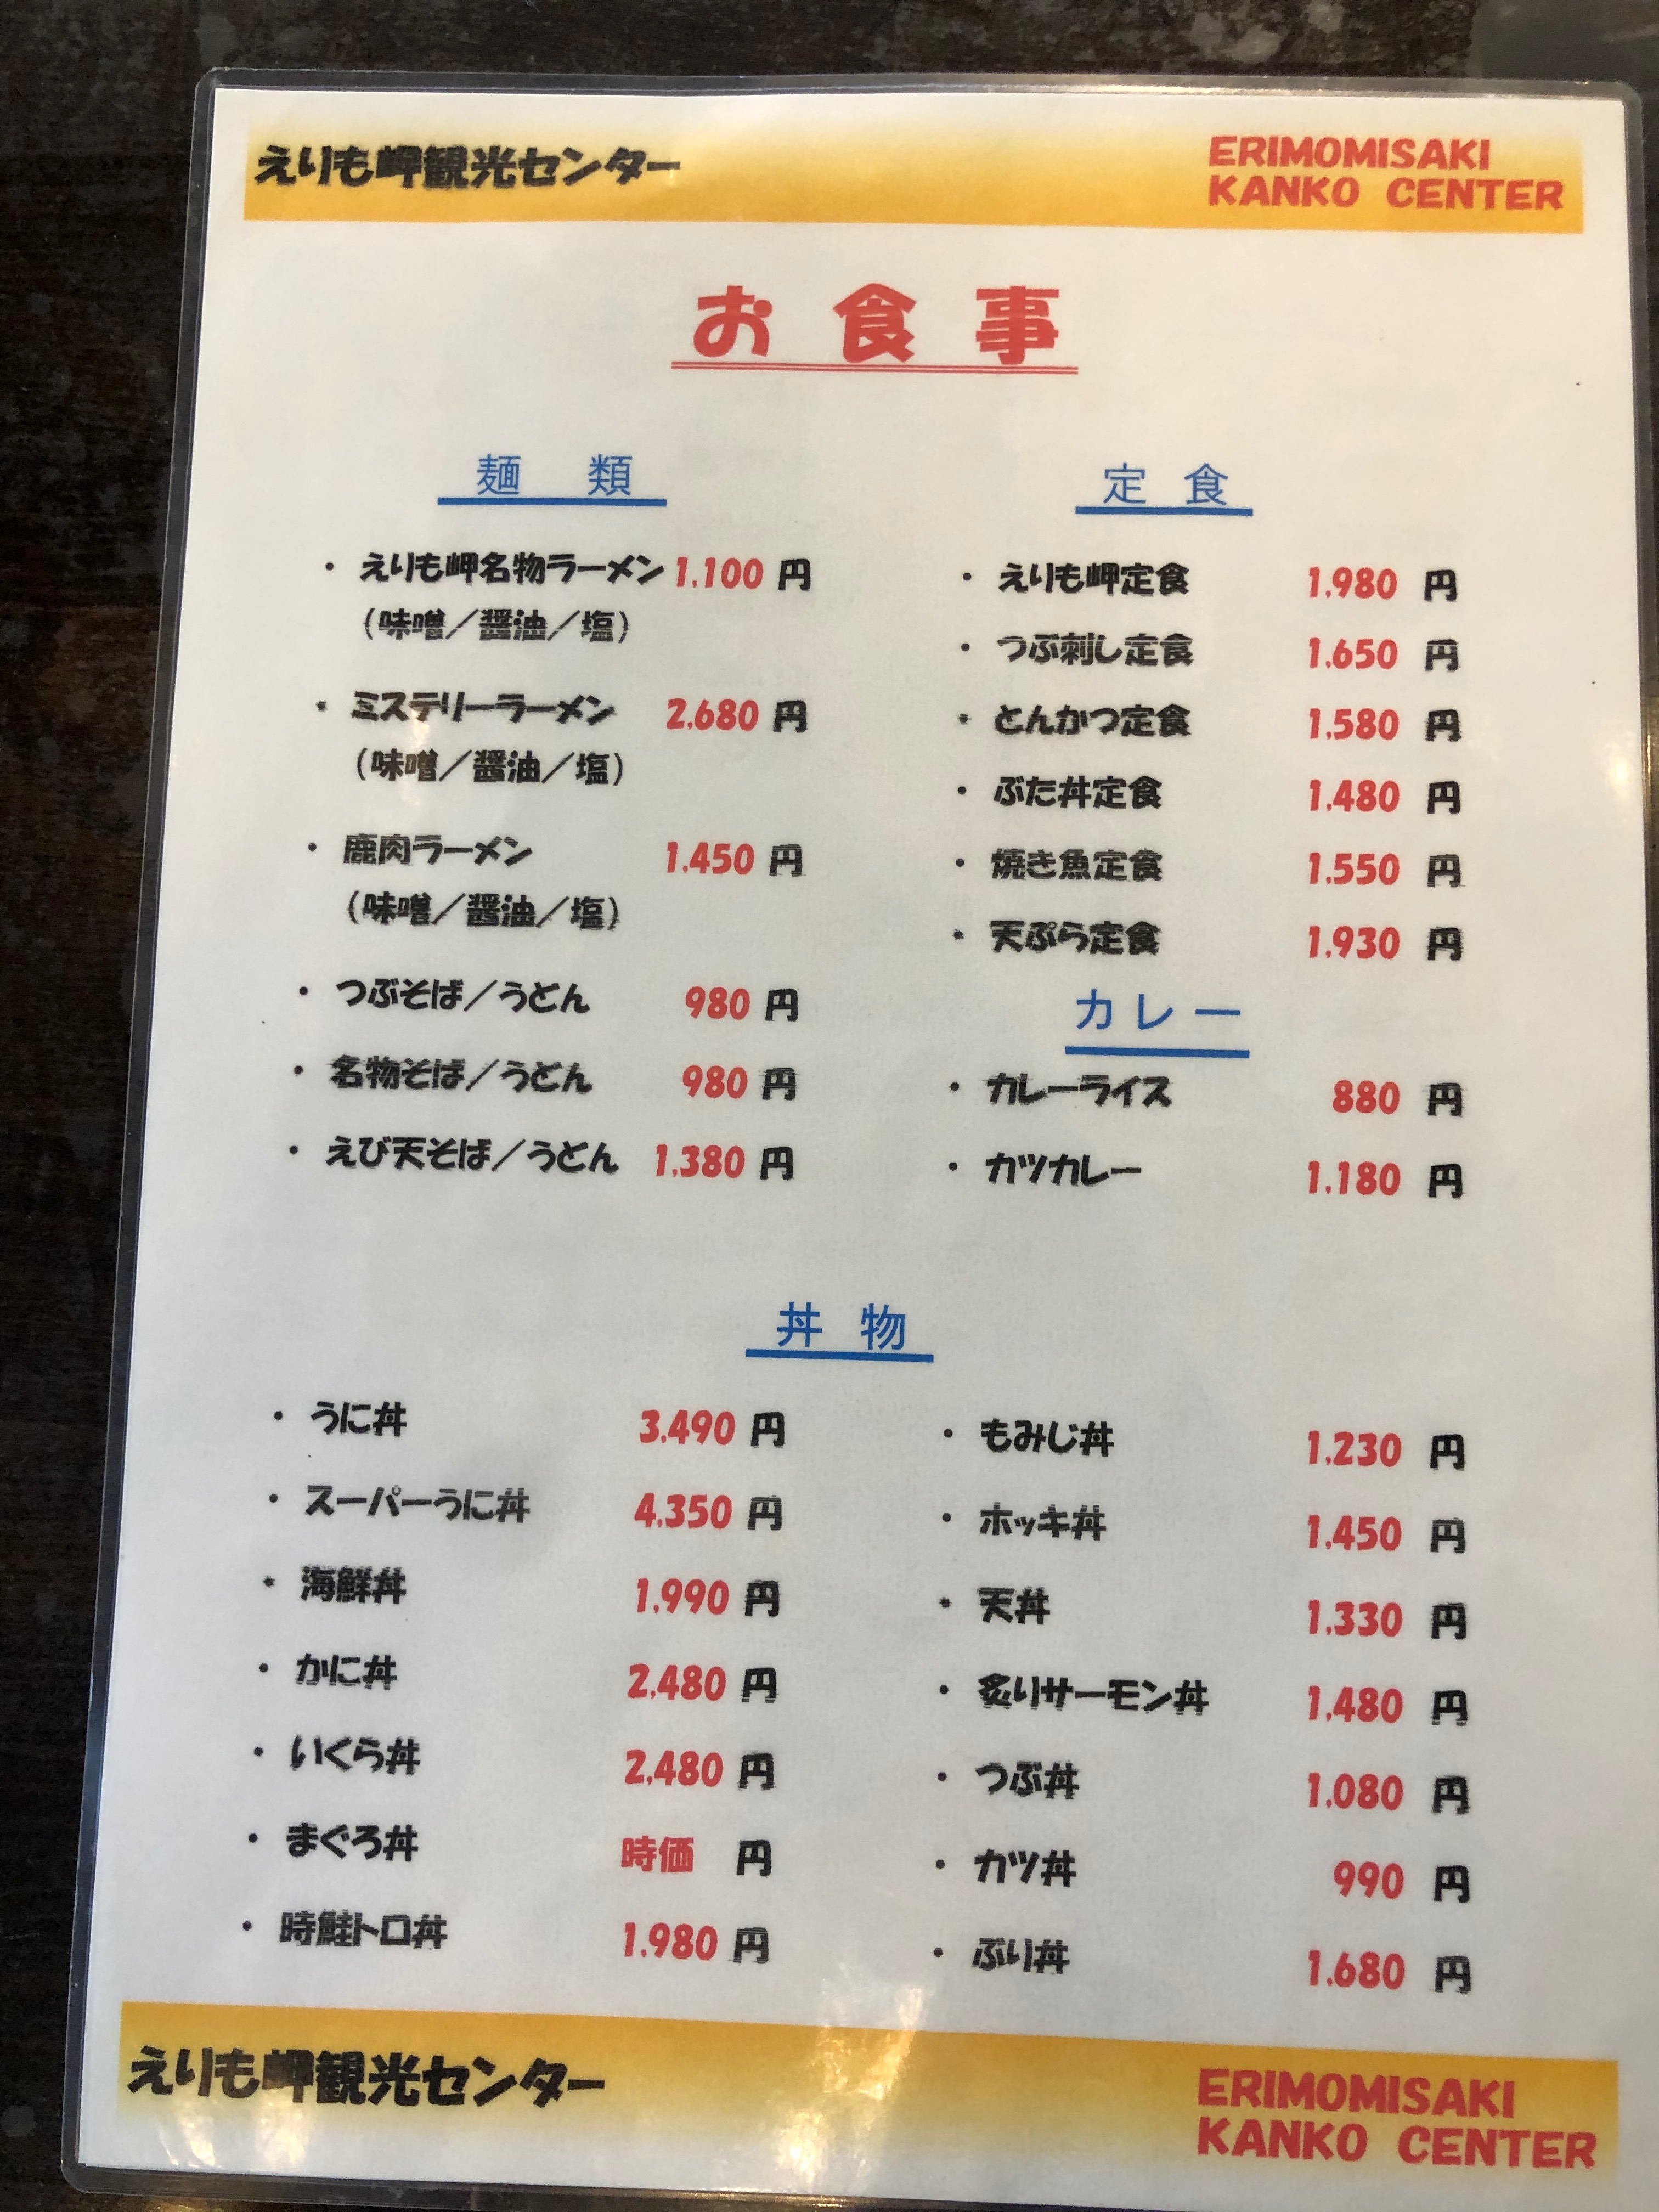 えりも岬観光センター
ERIMOMISAKI
KANKO CENTER
お食事
麺類
・えりも岬名物ラーメン 1.100 円
(味噌/醤油/塩)
・ミステリーラーメン 2.680 円
(味噌/醤油/塩)
・鹿肉ラーメン 1.450 円
(味噌/醤油/塩)
・つぶそば/うどん 980 円
・名物そば/うどん 980 円
・えび天そば/うどん 1.380 円
定食
・えりも岬定食 1.980 円
・つぶ刺し定食 1.650 円
・とんかつ定食 1.580 円
・ぶた丼定食 1.480 円
・焼き魚定食 1.550 円
・天ぷら定食 1.930 円
カレー
・カレーライス 880 円
・カツカレー 1.180 円
丼物
・うに丼 3.490 円
・スーパーうに丼 4.350 円
・海鮮丼 1.990 円
・かに丼 2.480 円
・いくら丼 2.480 円
・まぐろ丼 時価 円
・時鮭トロ丼 1.980 円
・もみじ丼 1.230 円
・ホッキ丼 1.450 円
・天丼 1.330 円
・炙りサーモン丼 1.480 円
・つぶ丼 1.080 円
・カツ丼 990 円
・ぶり丼 1.680 円
えりも岬観光センター
ERIMOMISAKI
KANKO CENTER